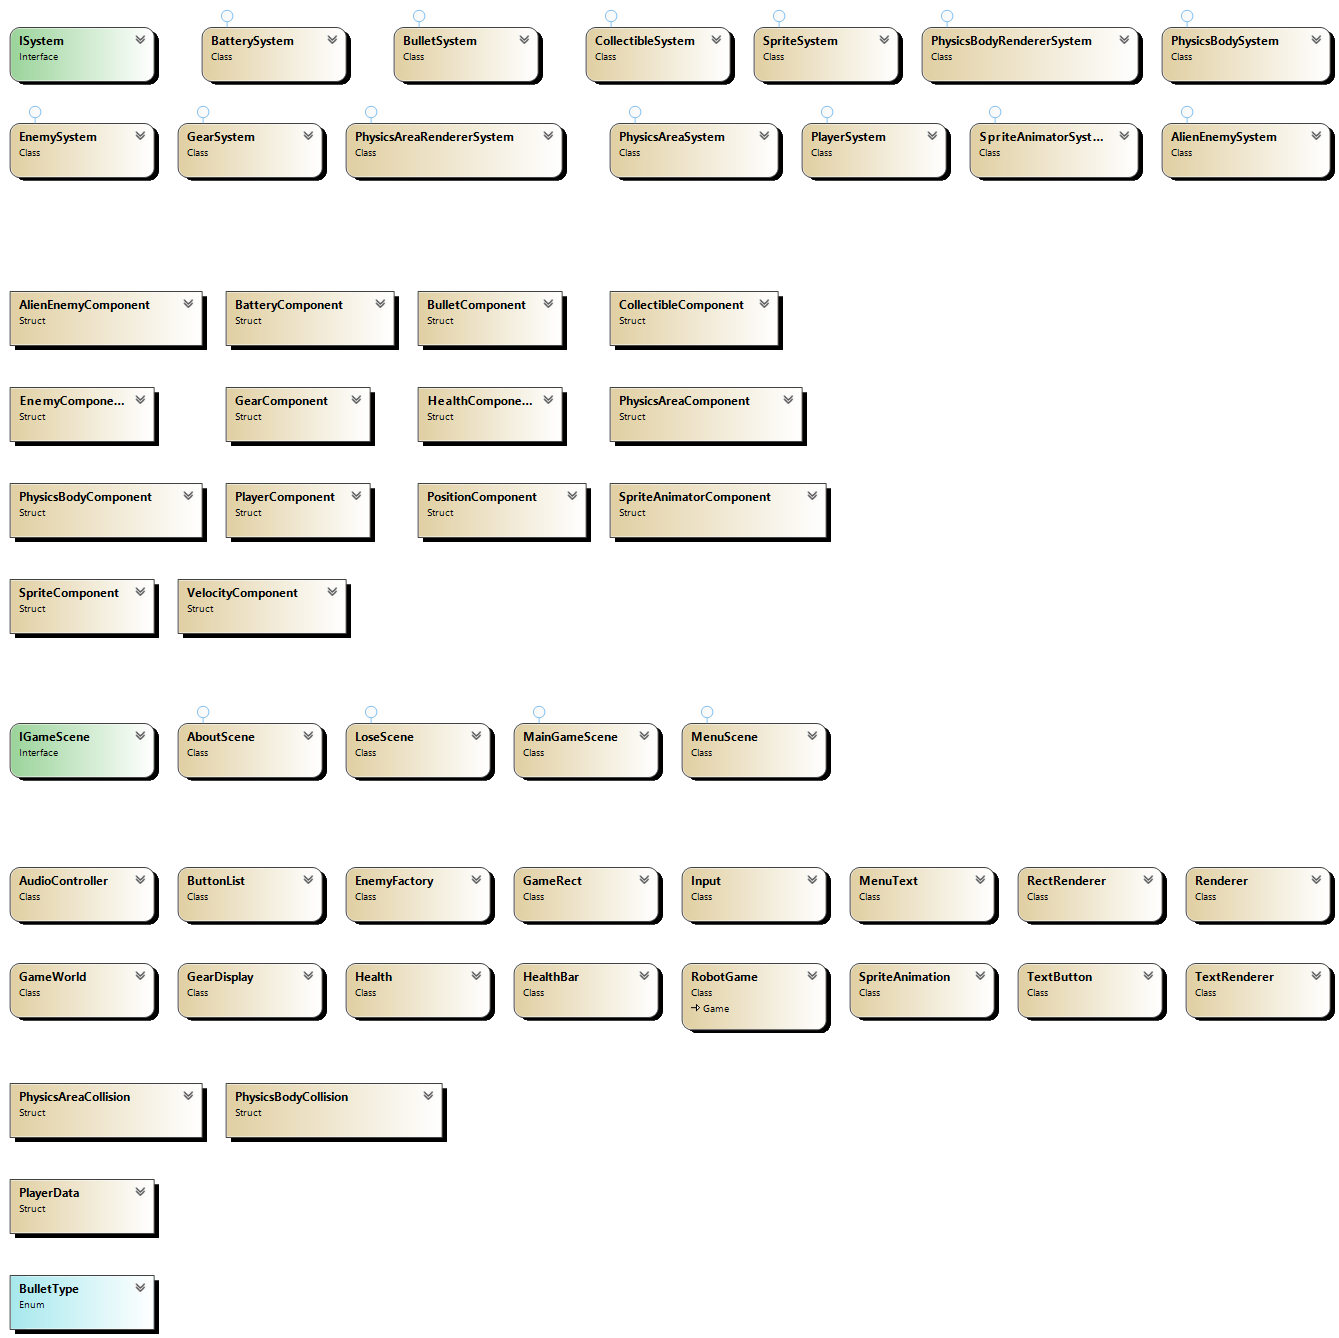 ISystem
Interface
BatterySystem
Class
BulletSystem
Class
CollectibleSystem
Class
SpriteSystem
Class
PhysicsBodyRendererSystem
Class
PhysicsBodySystem
Class
EnemySystem
Class
GearSystem
Class
PhysicsAreaRendererSystem
Class
PhysicsAreaSystem
Class
PlayerSystem
Class
SpriteAnimatorSyst...
Class
AlienEnemySystem
Class
AlienEnemyComponent
Struct
BatteryComponent
Struct
BulletComponent
Struct
CollectibleComponent
Struct
EnemyCompone...
Struct
GearComponent
Struct
HealthCompone...
Struct
PhysicsAreaComponent
Struct
PhysicsBodyComponent
Struct
PlayerComponent
Struct
PositionComponent
Struct
SpriteAnimatorComponent
Struct
SpriteComponent
Struct
VelocityComponent
Struct
IGameScene
Interface
AboutScene
Class
LoseScene
Class
MainGameScene
Class
MenuScene
Class
AudioController
Class
ButtonList
Class
EnemyFactory
Class
GameRect
Class
Input
Class
MenuText
Class
RectRenderer
Class
Renderer
Class
GameWorld
Class
GearDisplay
Class
Health
Class
HealthBar
Class
RobotGame
Class
Game
SpriteAnimation
Class
TextButton
Class
TextRenderer
Class
PhysicsAreaCollision
Struct
PhysicsBodyCollision
Struct
PlayerData
Struct
BulletType
Enum